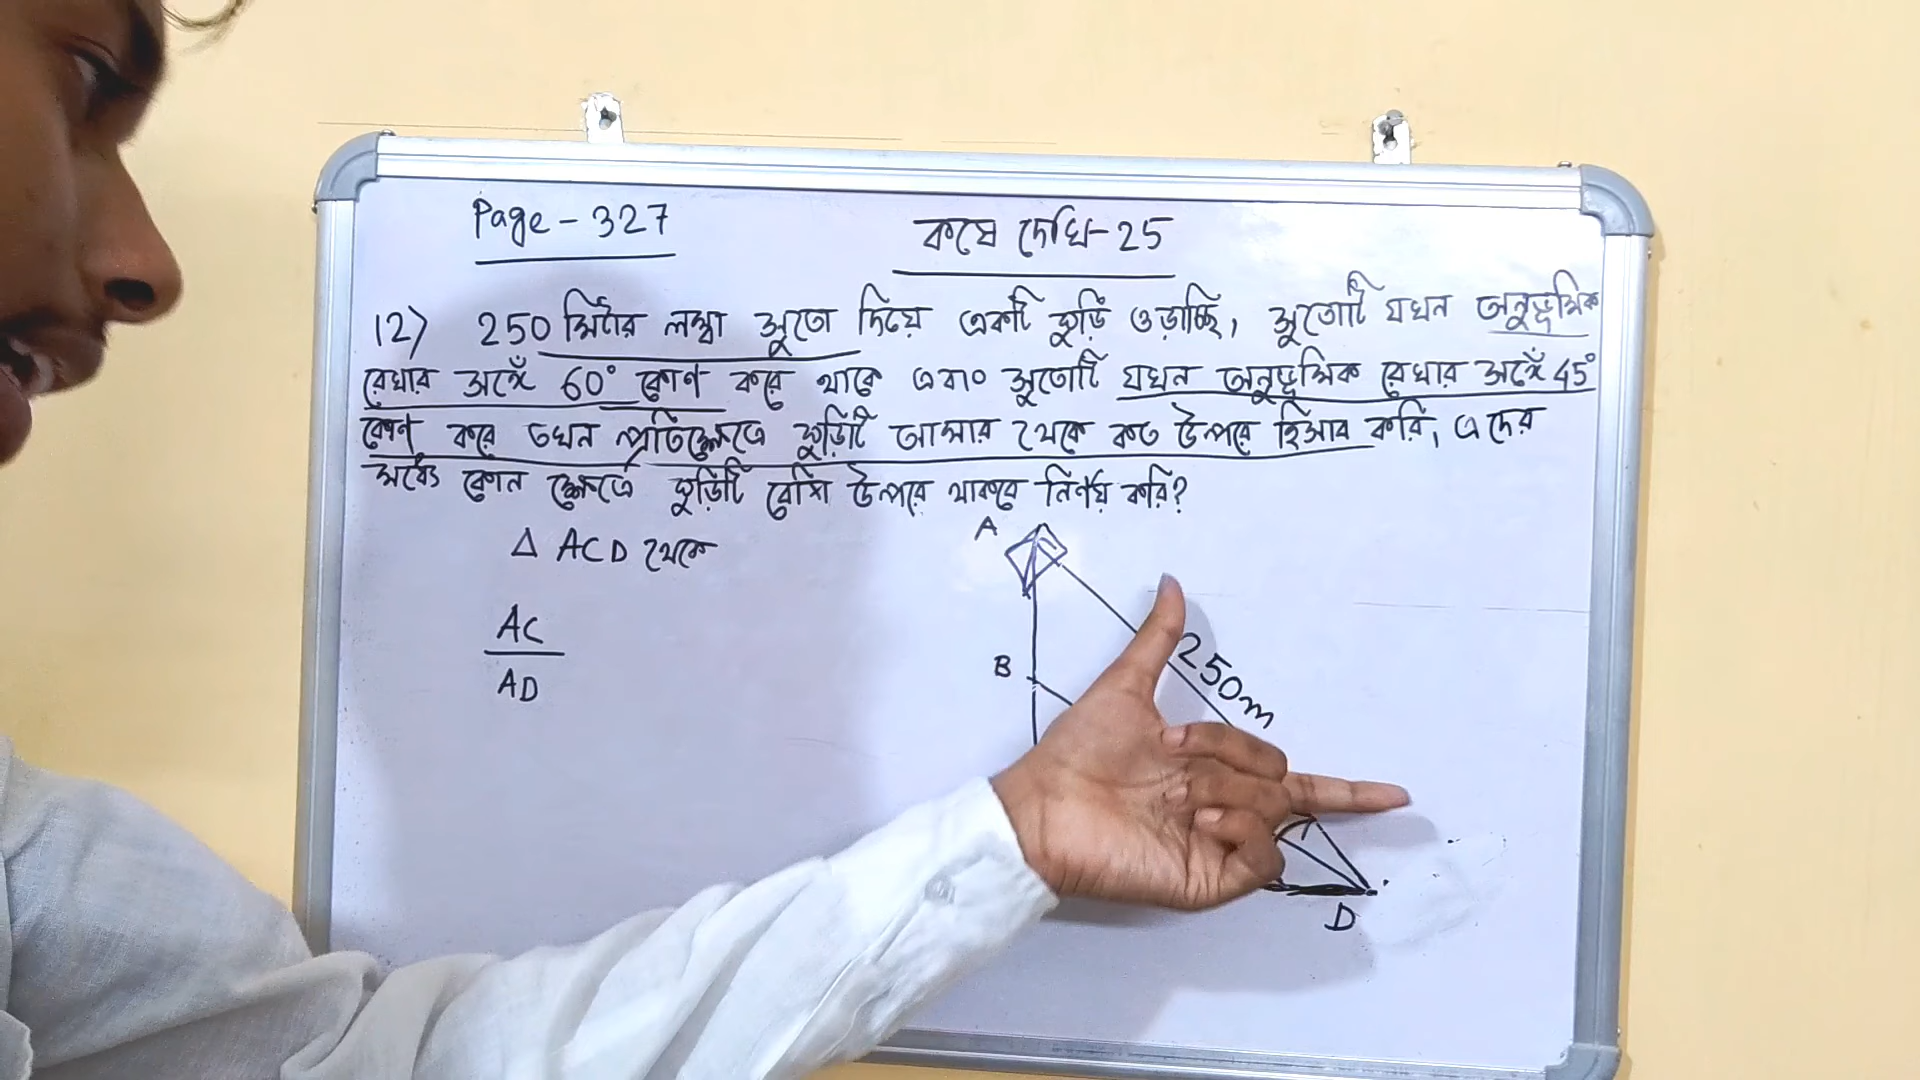 Page - 327
কষে দেখি-25
12) 250 মিটার লম্বা সুতো দিয়ে একটি ঘুড়ি ওড়াচ্ছি, সুতোটি যখন অনুভূমিক
রেখার সঙ্গে 60° কোণ করে থাকে এবং সুতোটি যখন অনুভূমিক রেখার সঙ্গে 45°
কোণ করে তখন প্রতিক্ষেত্রে ঘুড়িটি আমার থেকে কত উপরে হিসাব করি, এদের
মধ্যে কোন ক্ষেত্রে ঘুড়িটি বেশি উপরে থাকবে নির্ণয় করি?
Δ ACD থেকে
AC
AD
A
B
250m
D